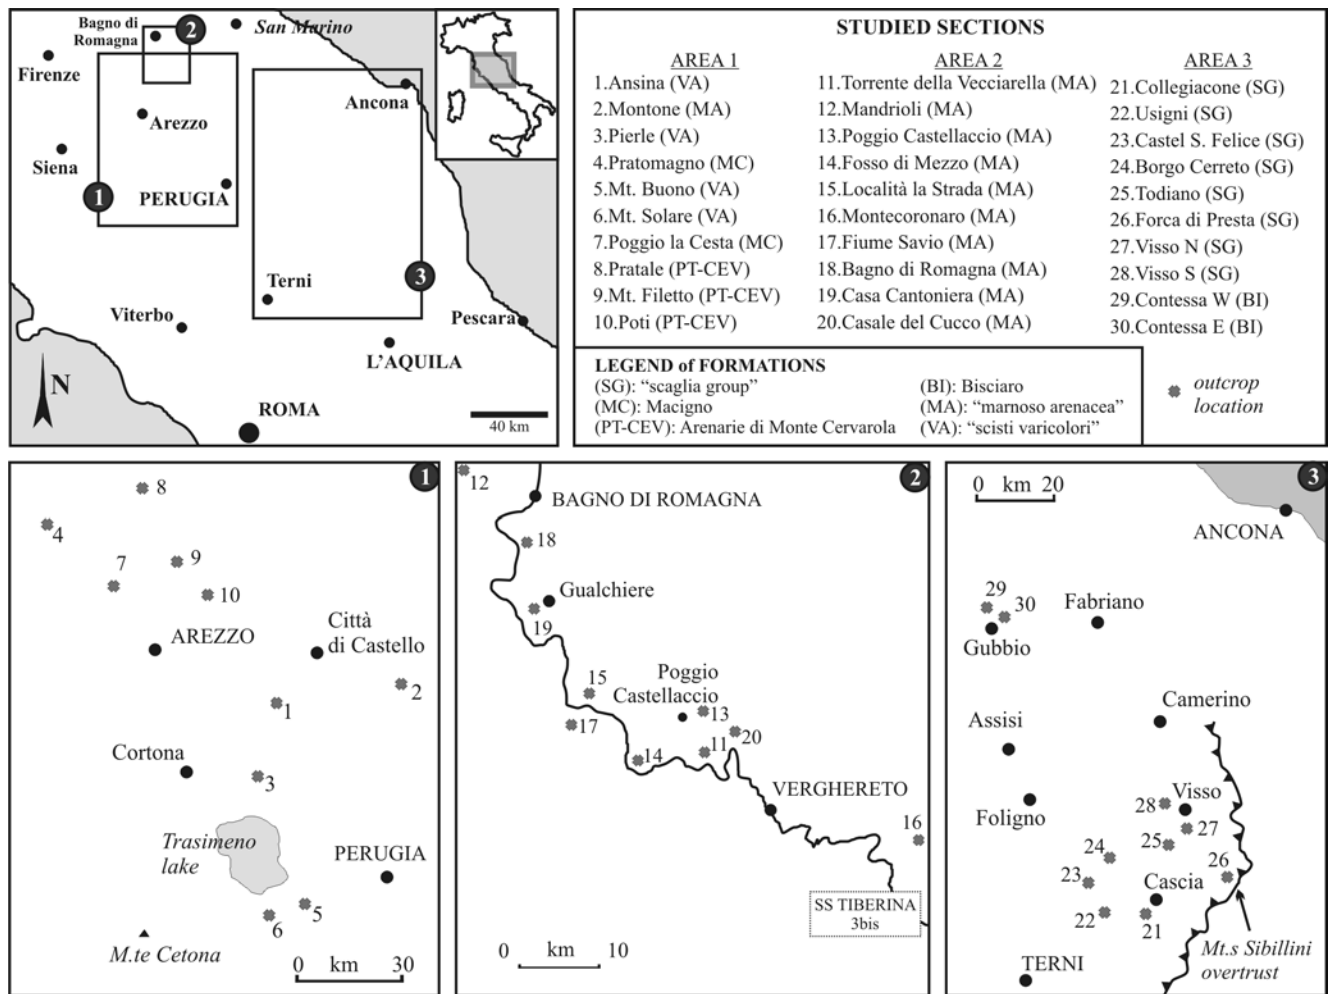 Bagno di
Romagna
2
San Marino
Firenze
Ancona
Arezzo
Siena
1
PERUGIA
3
Terni
Viterbo
Pescara
L'AQUILA
N
ROMA
40 km
STUDIED SECTIONS
AREA 1
1.Ansina (VA)
2.Montone (MA)
3.Pierle (VA)
4.Pratomagno (MC)
5.Mt. Buono (VA)
6.Mt. Solare (VA)
7.Poggio la Cesta (MC)
8.Pratale (PT-CEV)
9.Mt. Filetto (PT-CEV)
10.Poti (PT-CEV)
AREA 2
11.Torrente della Vecciarella (MA)
12.Mandrioli (MA)
13.Poggio Castellaccio (MA)
14.Fosso di Mezzo (MA)
15.Località la Strada (MA)
16.Montecoronaro (MA)
17.Fiume Savio (MA)
18.Bagno di Romagna (MA)
19.Casa Cantoniera (MA)
20.Casale del Cucco (MA)
AREA 3
21.Collegiacone (SG)
22.Usigni (SG)
23.Castel S. Felice (SG)
24.Borgo Cerreto (SG)
25.Todiano (SG)
26.Forca di Presta (SG)
27.Visso N (SG)
28.Visso S (SG)
29.Contessa W (BI)
30.Contessa E (BI)
LEGEND of FORMATIONS
(SG): "scaglia group"
(MC): Macigno
(PT-CEV): Arenarie di Monte Cervarola
(BI): Bisciaro
(MA): "marnoso arenacea"
(VA): "scisti varicolori"
outcrop
location
1
8
4
9
7
10
AREZZO
Città
di Castello
2
1
Cortona
3
Trasimeno
lake
PERUGIA
5
6
M.te Cetona
0 km 30
2
12
BAGNO DI ROMAGNA
18
Gualchiere
19
15
Poggio
Castellaccio
13
17
20
11
14
VERGHERETO
16
SS TIBERINA
3bis
0 km 10
3
0 km 20
ANCONA
29
30
Fabriano
Gubbio
Camerino
Assisi
Visso
28
Foligno
27
25
24
26
23
Cascia
22
21
Mt.s Sibillini
overtrust
TERNI